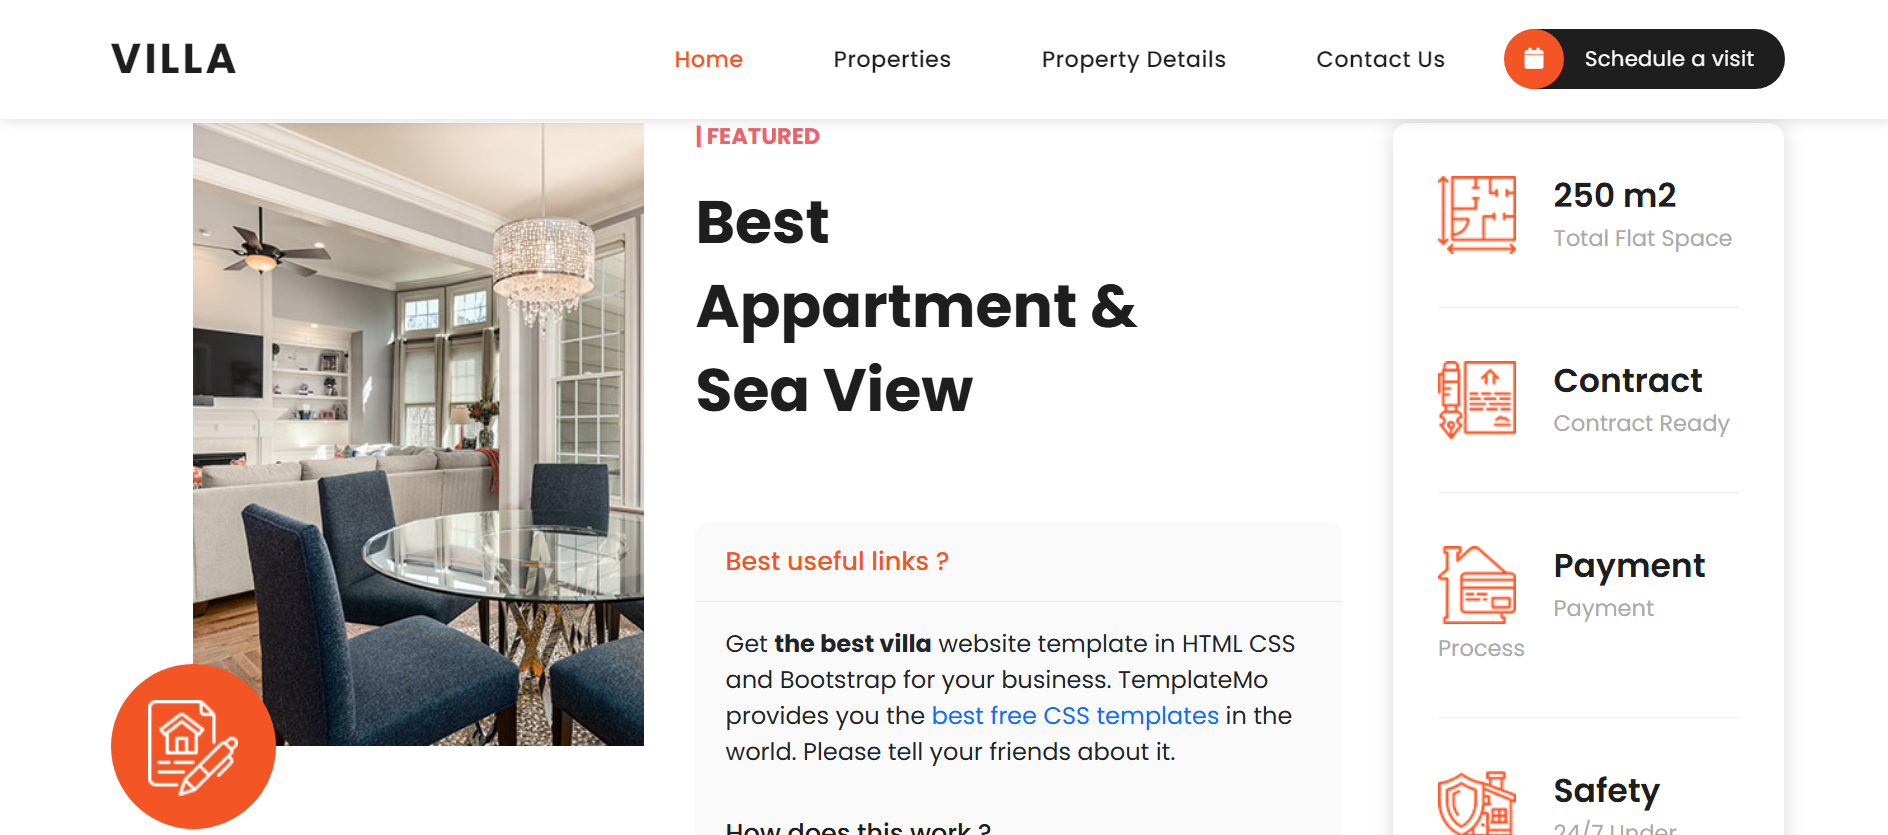 VILLA
Home
Properties
Property Details
Contact Us
Schedule a visit
| FEATURED
Best
Appartment &
Sea View
Best useful links ?
Get the best villa website template in HTML CSS
and Bootstrap for your business. TemplateMo
provides you the best free CSS templates in the
world. Please tell your friends about it.
How does this work ?
250 m2
Total Flat Space
Contract
Contract Ready
Payment
Payment
Process
Safety
24/7 Under